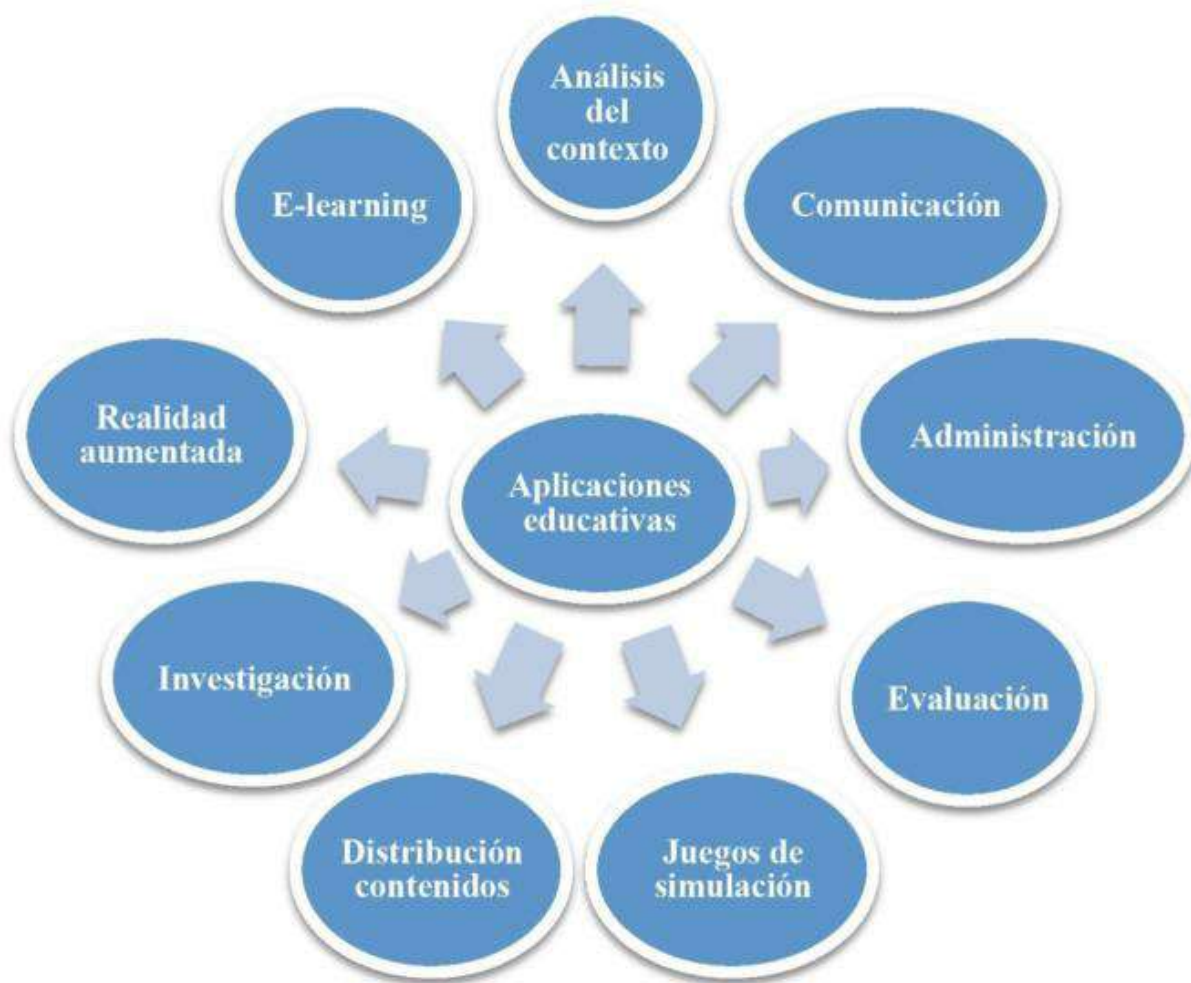 Análisis
del
contexto
Comunicación
Administración
Evaluación
Juegos de
simulación
Distribución
contenidos
Investigación
Realidad
aumentada
E-learning
Aplicaciones
educativas